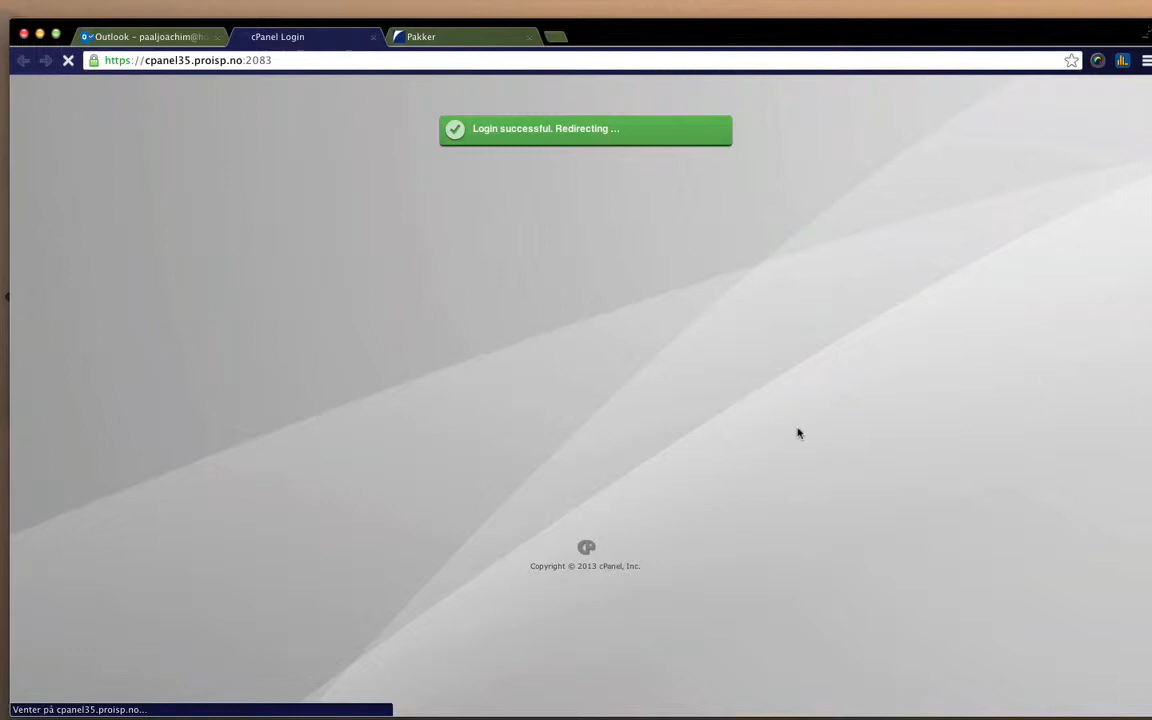 Outlook – paaljoachim@h
cPanel Login
Pakker
https://cpanel35.proisp.no:2083
Login successful. Redirecting ...
Copyright © 2013 cPanel, Inc.
Venter på cpanel35.proisp.no...